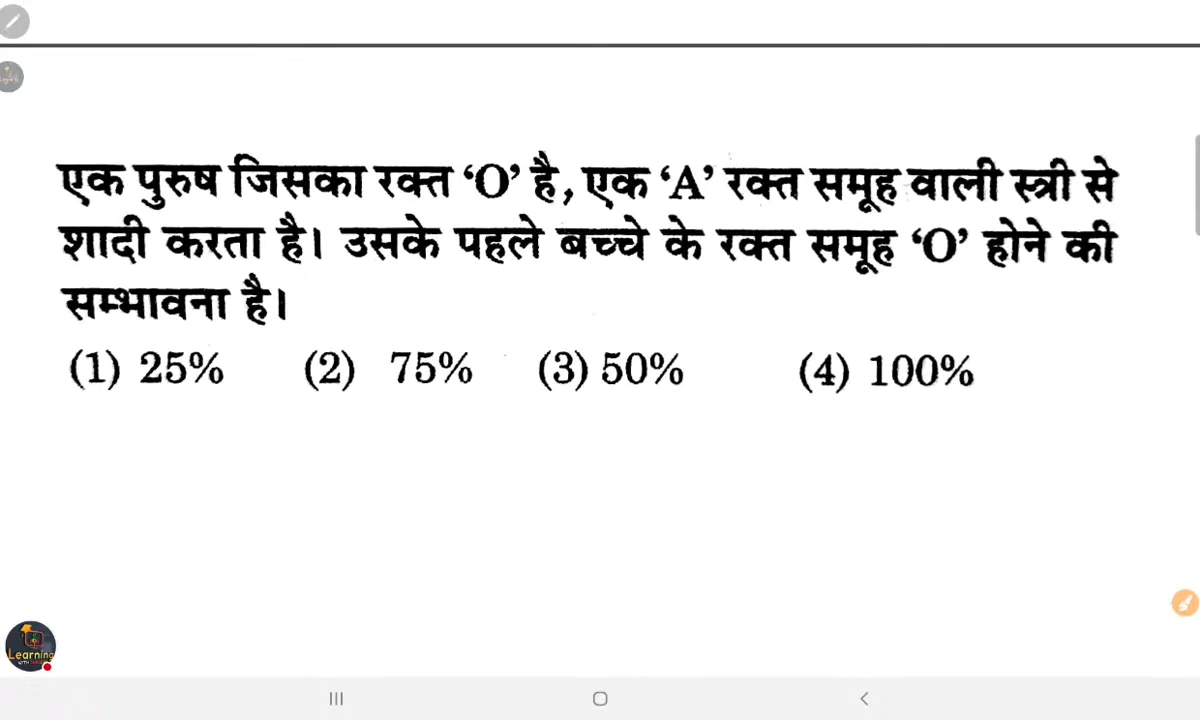 एक पुरुष जिसका रक्त ‘O’ है, एक ‘A’ रक्त समूह वाली स्त्री से
शादी करता है। उसके पहले बच्चे के रक्त समूह ‘O’ होने की
सम्भावना है।
(1) 25% (2) 75% (3) 50% (4) 100%
Learning